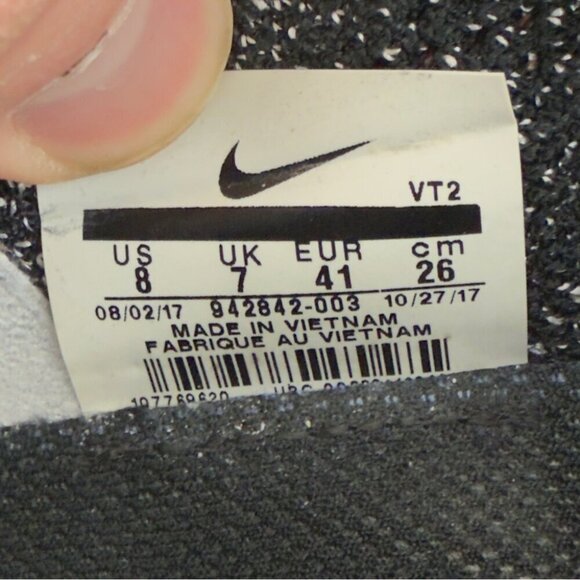 VT2
US UK EUR cm
8 7 41 26
08/02/17 942842-003 10/27/17
MADE IN VIETNAM
FABRIQUE AU VIETNAM
107769620